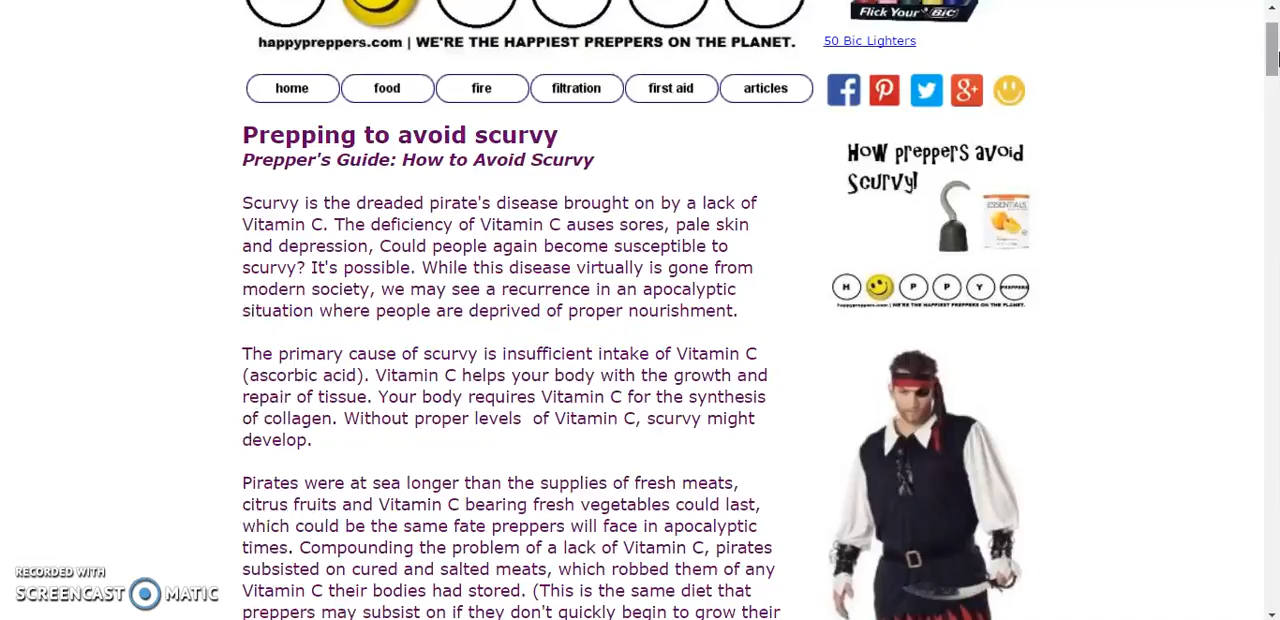 Flick Your BiC
happypreppers.com | WE'RE THE HAPPIEST PREPPERS ON THE PLANET.
50 Bic Lighters
home food fire filtration first aid articles
Prepping to avoid scurvy
Prepper's Guide: How to Avoid Scurvy
Scurvy is the dreaded pirate's disease brought on by a lack of
Vitamin C. The deficiency of Vitamin C auses sores, pale skin
and depression, Could people again become susceptible to
scurvy? It's possible. While this disease virtually is gone from
modern society, we may see a recurrence in an apocalyptic
situation where people are deprived of proper nourishment.
The primary cause of scurvy is insufficient intake of Vitamin C
(ascorbic acid). Vitamin C helps your body with the growth and
repair of tissue. Your body requires Vitamin C for the synthesis
of collagen. Without proper levels of Vitamin C, scurvy might
develop.
Pirates were at sea longer than the supplies of fresh meats,
citrus fruits and Vitamin C bearing fresh vegetables could last,
which could be the same fate preppers will face in apocalyptic
times. Compounding the problem of a lack of Vitamin C, pirates
subsisted on cured and salted meats, which robbed them of any
Vitamin C their bodies had stored. (This is the same diet that
preppers may subsist on if they don't quickly begin to grow their
How preppers avoid
Scurvy!
ESSENTIALS
H P P Y PREPPERS
happypreppers.com | WE'RE THE HAPPIEST PREPPERS ON THE PLANET.
RECORDED WITH
SCREENCAST MATIC